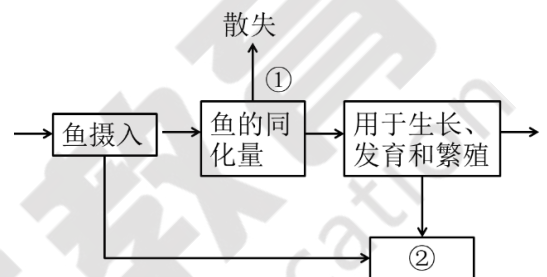 散失
①
鱼摄入
鱼的同
化量
用于生长、
发育和繁殖
②